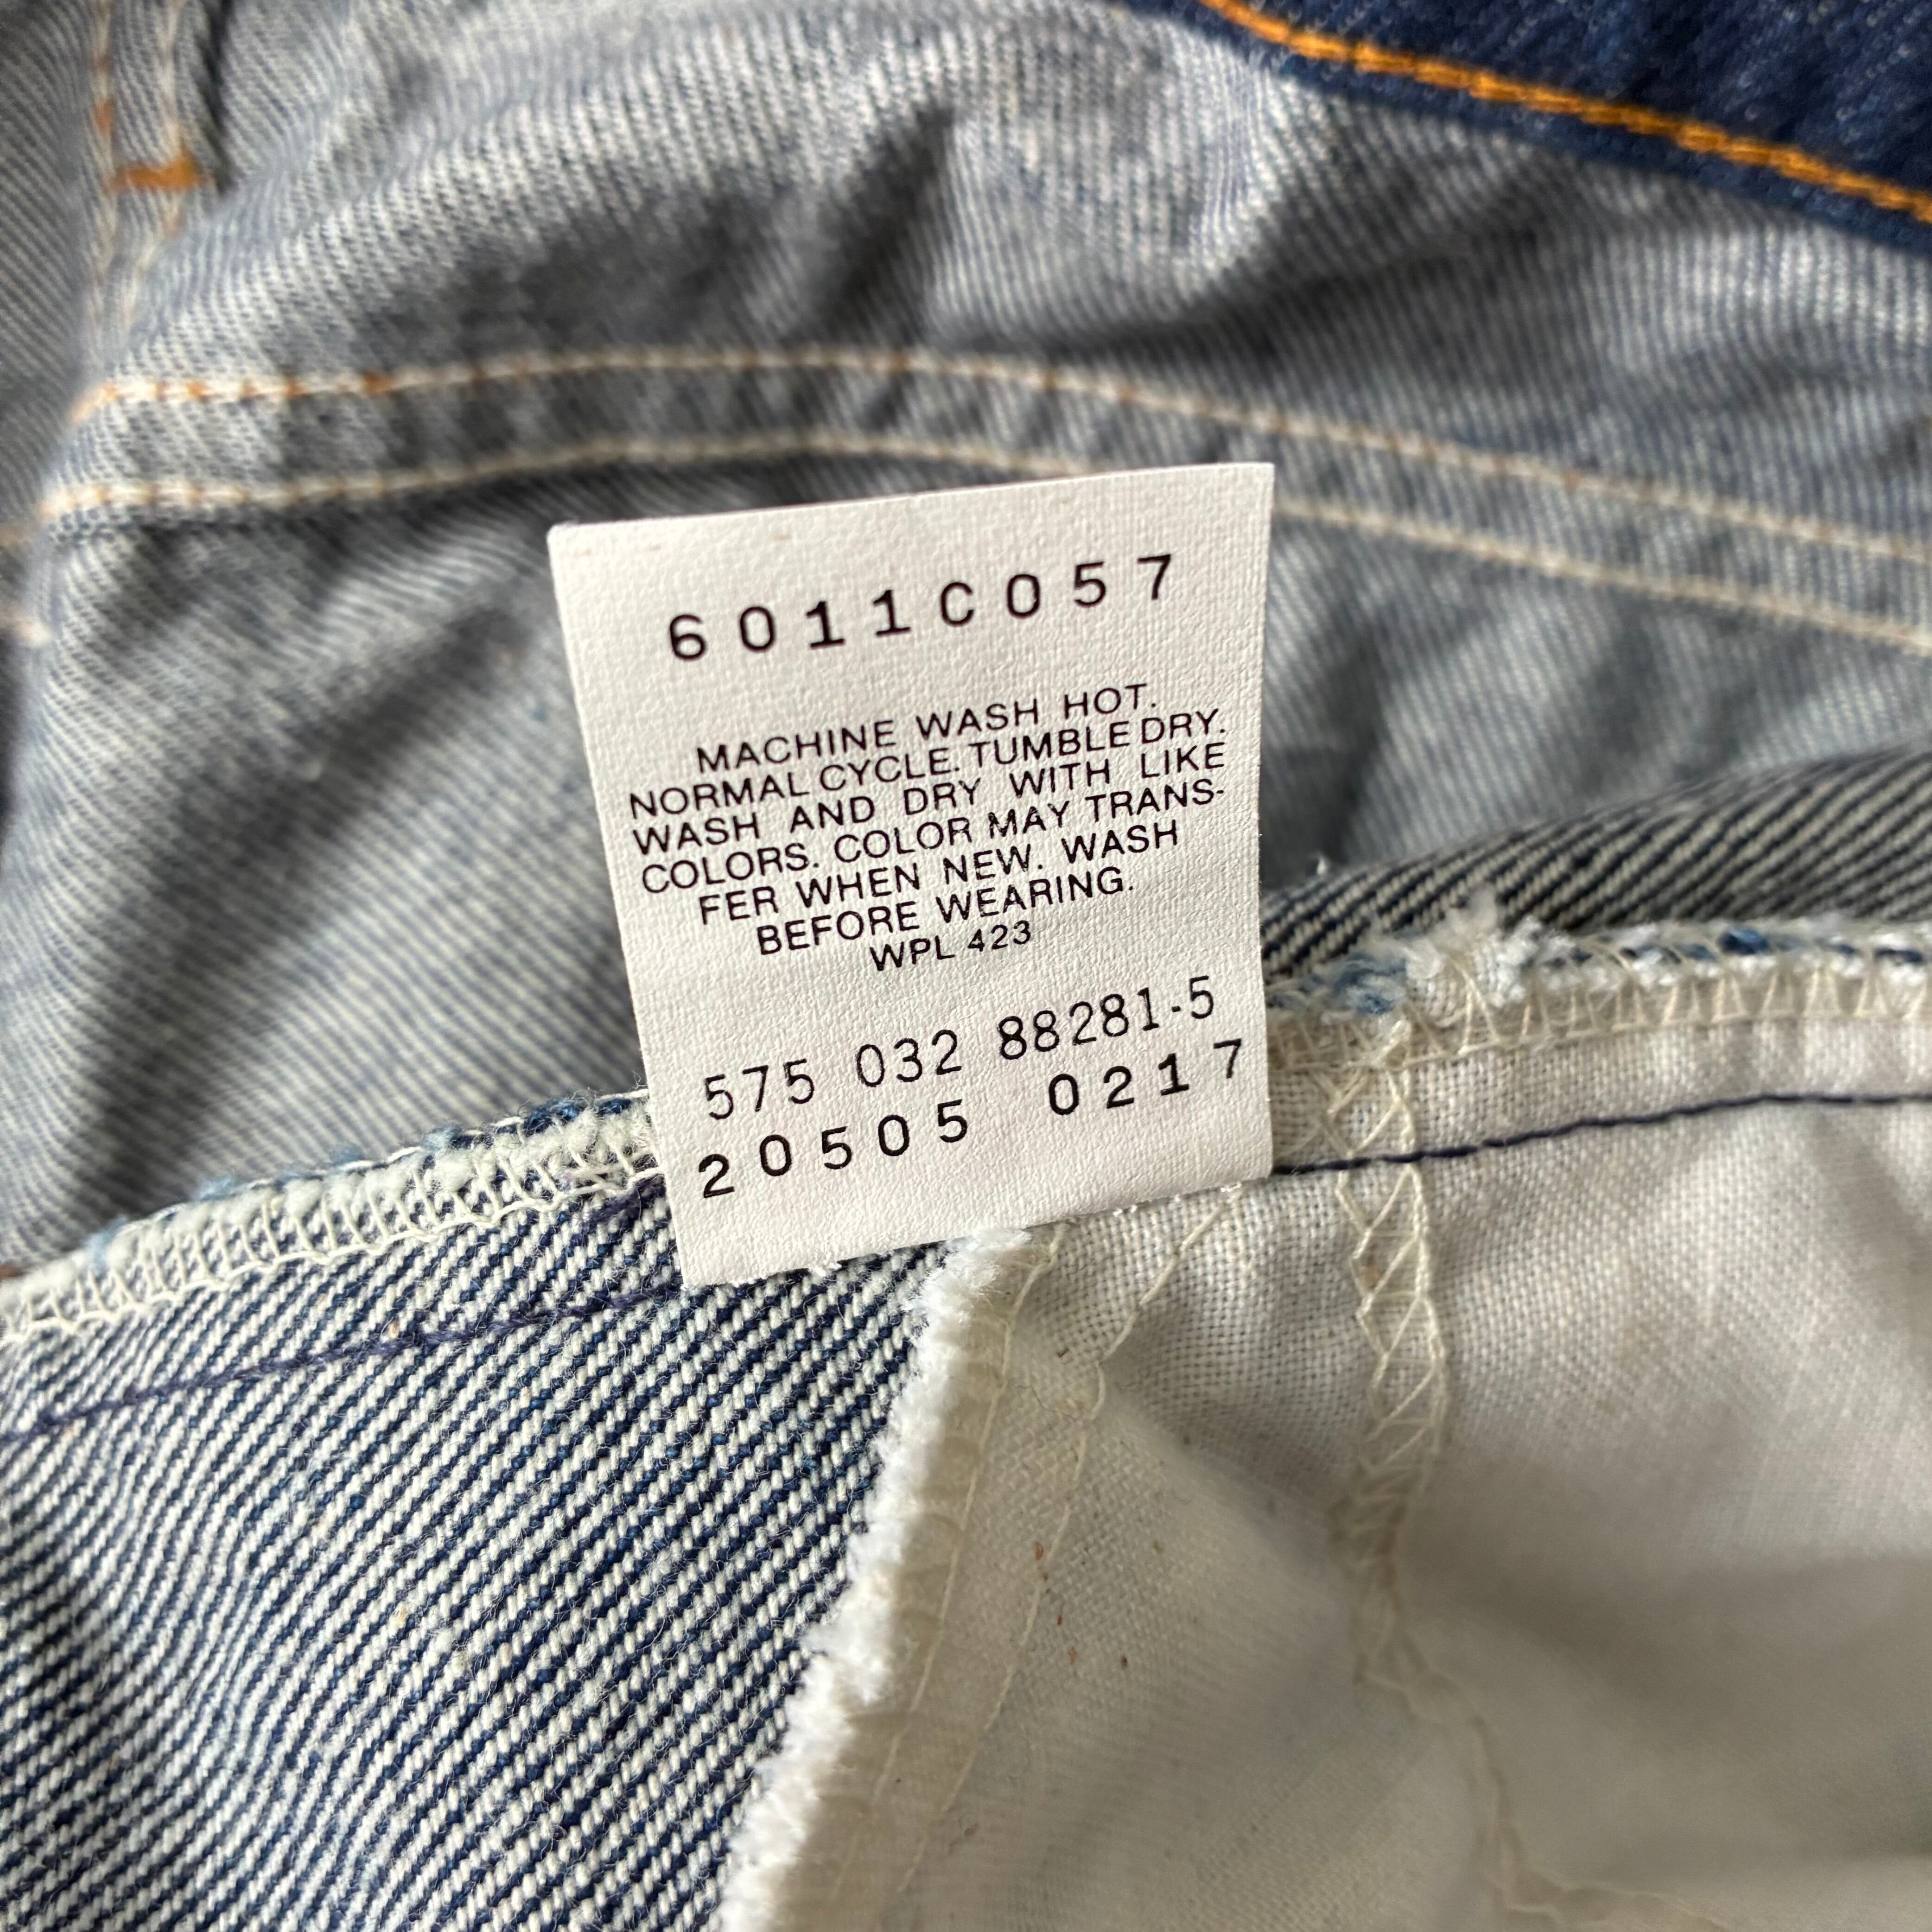 6011C057
MACHINE WASH HOT.
NORMAL CYCLE. TUMBLE DRY.
WASH AND DRY WITH LIKE
COLORS. COLOR MAY TRANS-
FER WHEN NEW. WASH
BEFORE WEARING.
WPL 423
575 032 88281-5
20505 0217